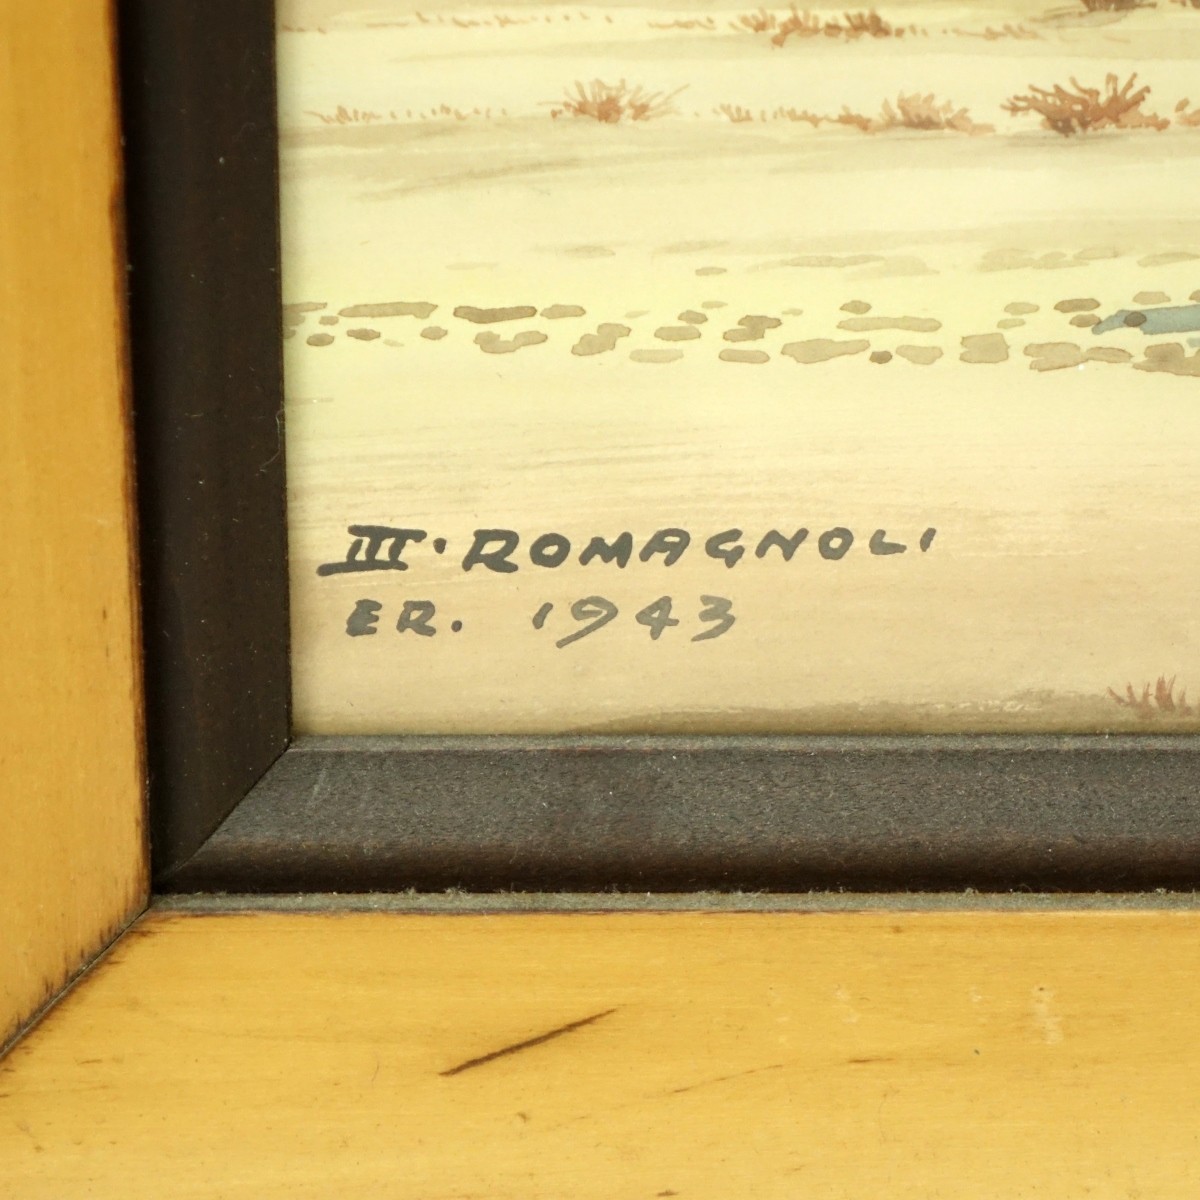 III. ROMAGNOLI
ER. 1943